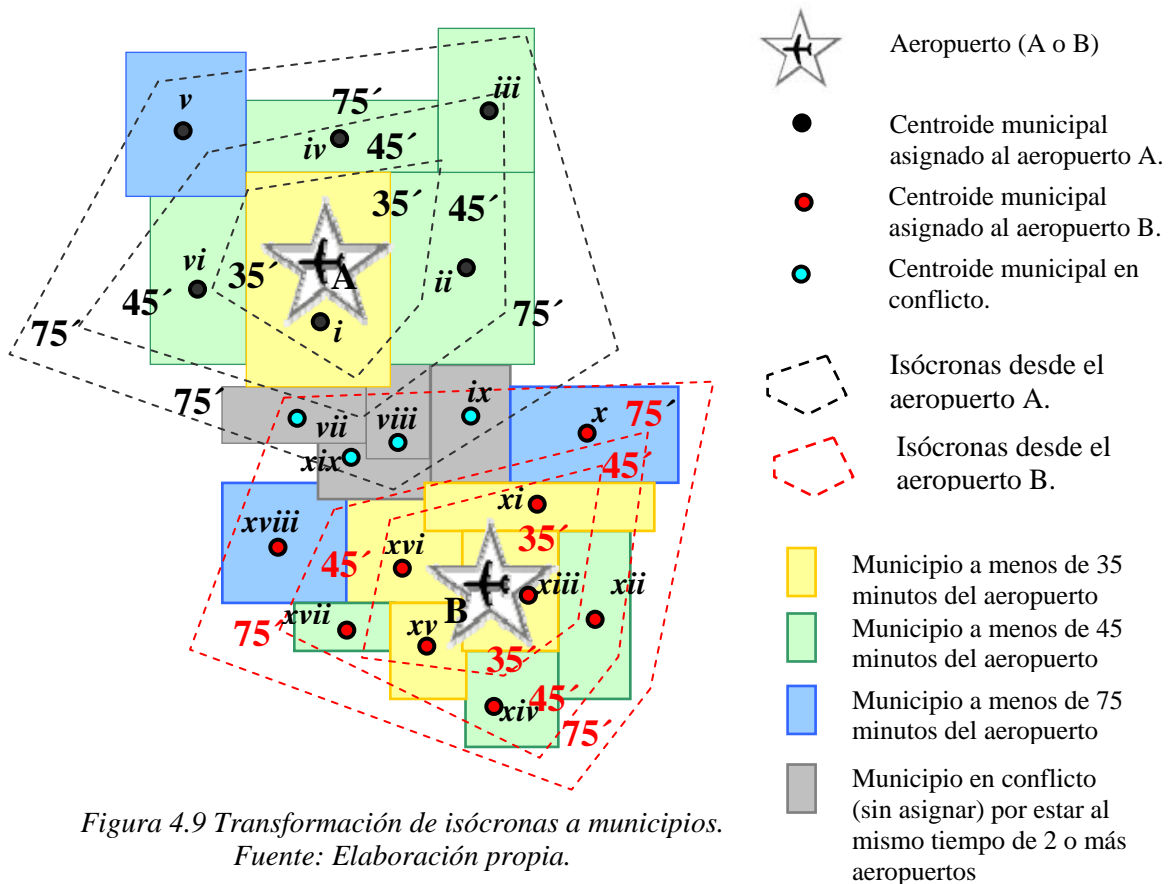 v
75´
iii
iv
45´
35´
45´
vi
35´
A
ii
45´
i
75´
75´
75´
ix
vii
viii
x
75´
xix
45´
xi
xviii
35´
xvi
45´
xiii
xii
B
xvii
75´
xv
35´
45´
xiv
75´
Aeropuerto (A o B)
Centroide municipal
asignado al aeropuerto A.
Centroide municipal
asignado al aeropuerto B.
Centroide municipal en
conflicto.
Isócronas desde el
aeropuerto A.
Isócronas desde el
aeropuerto B.
Municipio a menos de 35
minutos del aeropuerto
Municipio a menos de 45
minutos del aeropuerto
Municipio a menos de 75
minutos del aeropuerto
Municipio en conflicto
(sin asignar) por estar al
mismo tiempo de 2 o más
aeropuertos
Figura 4.9 Transformación de isócronas a municipios.
Fuente: Elaboración propia.